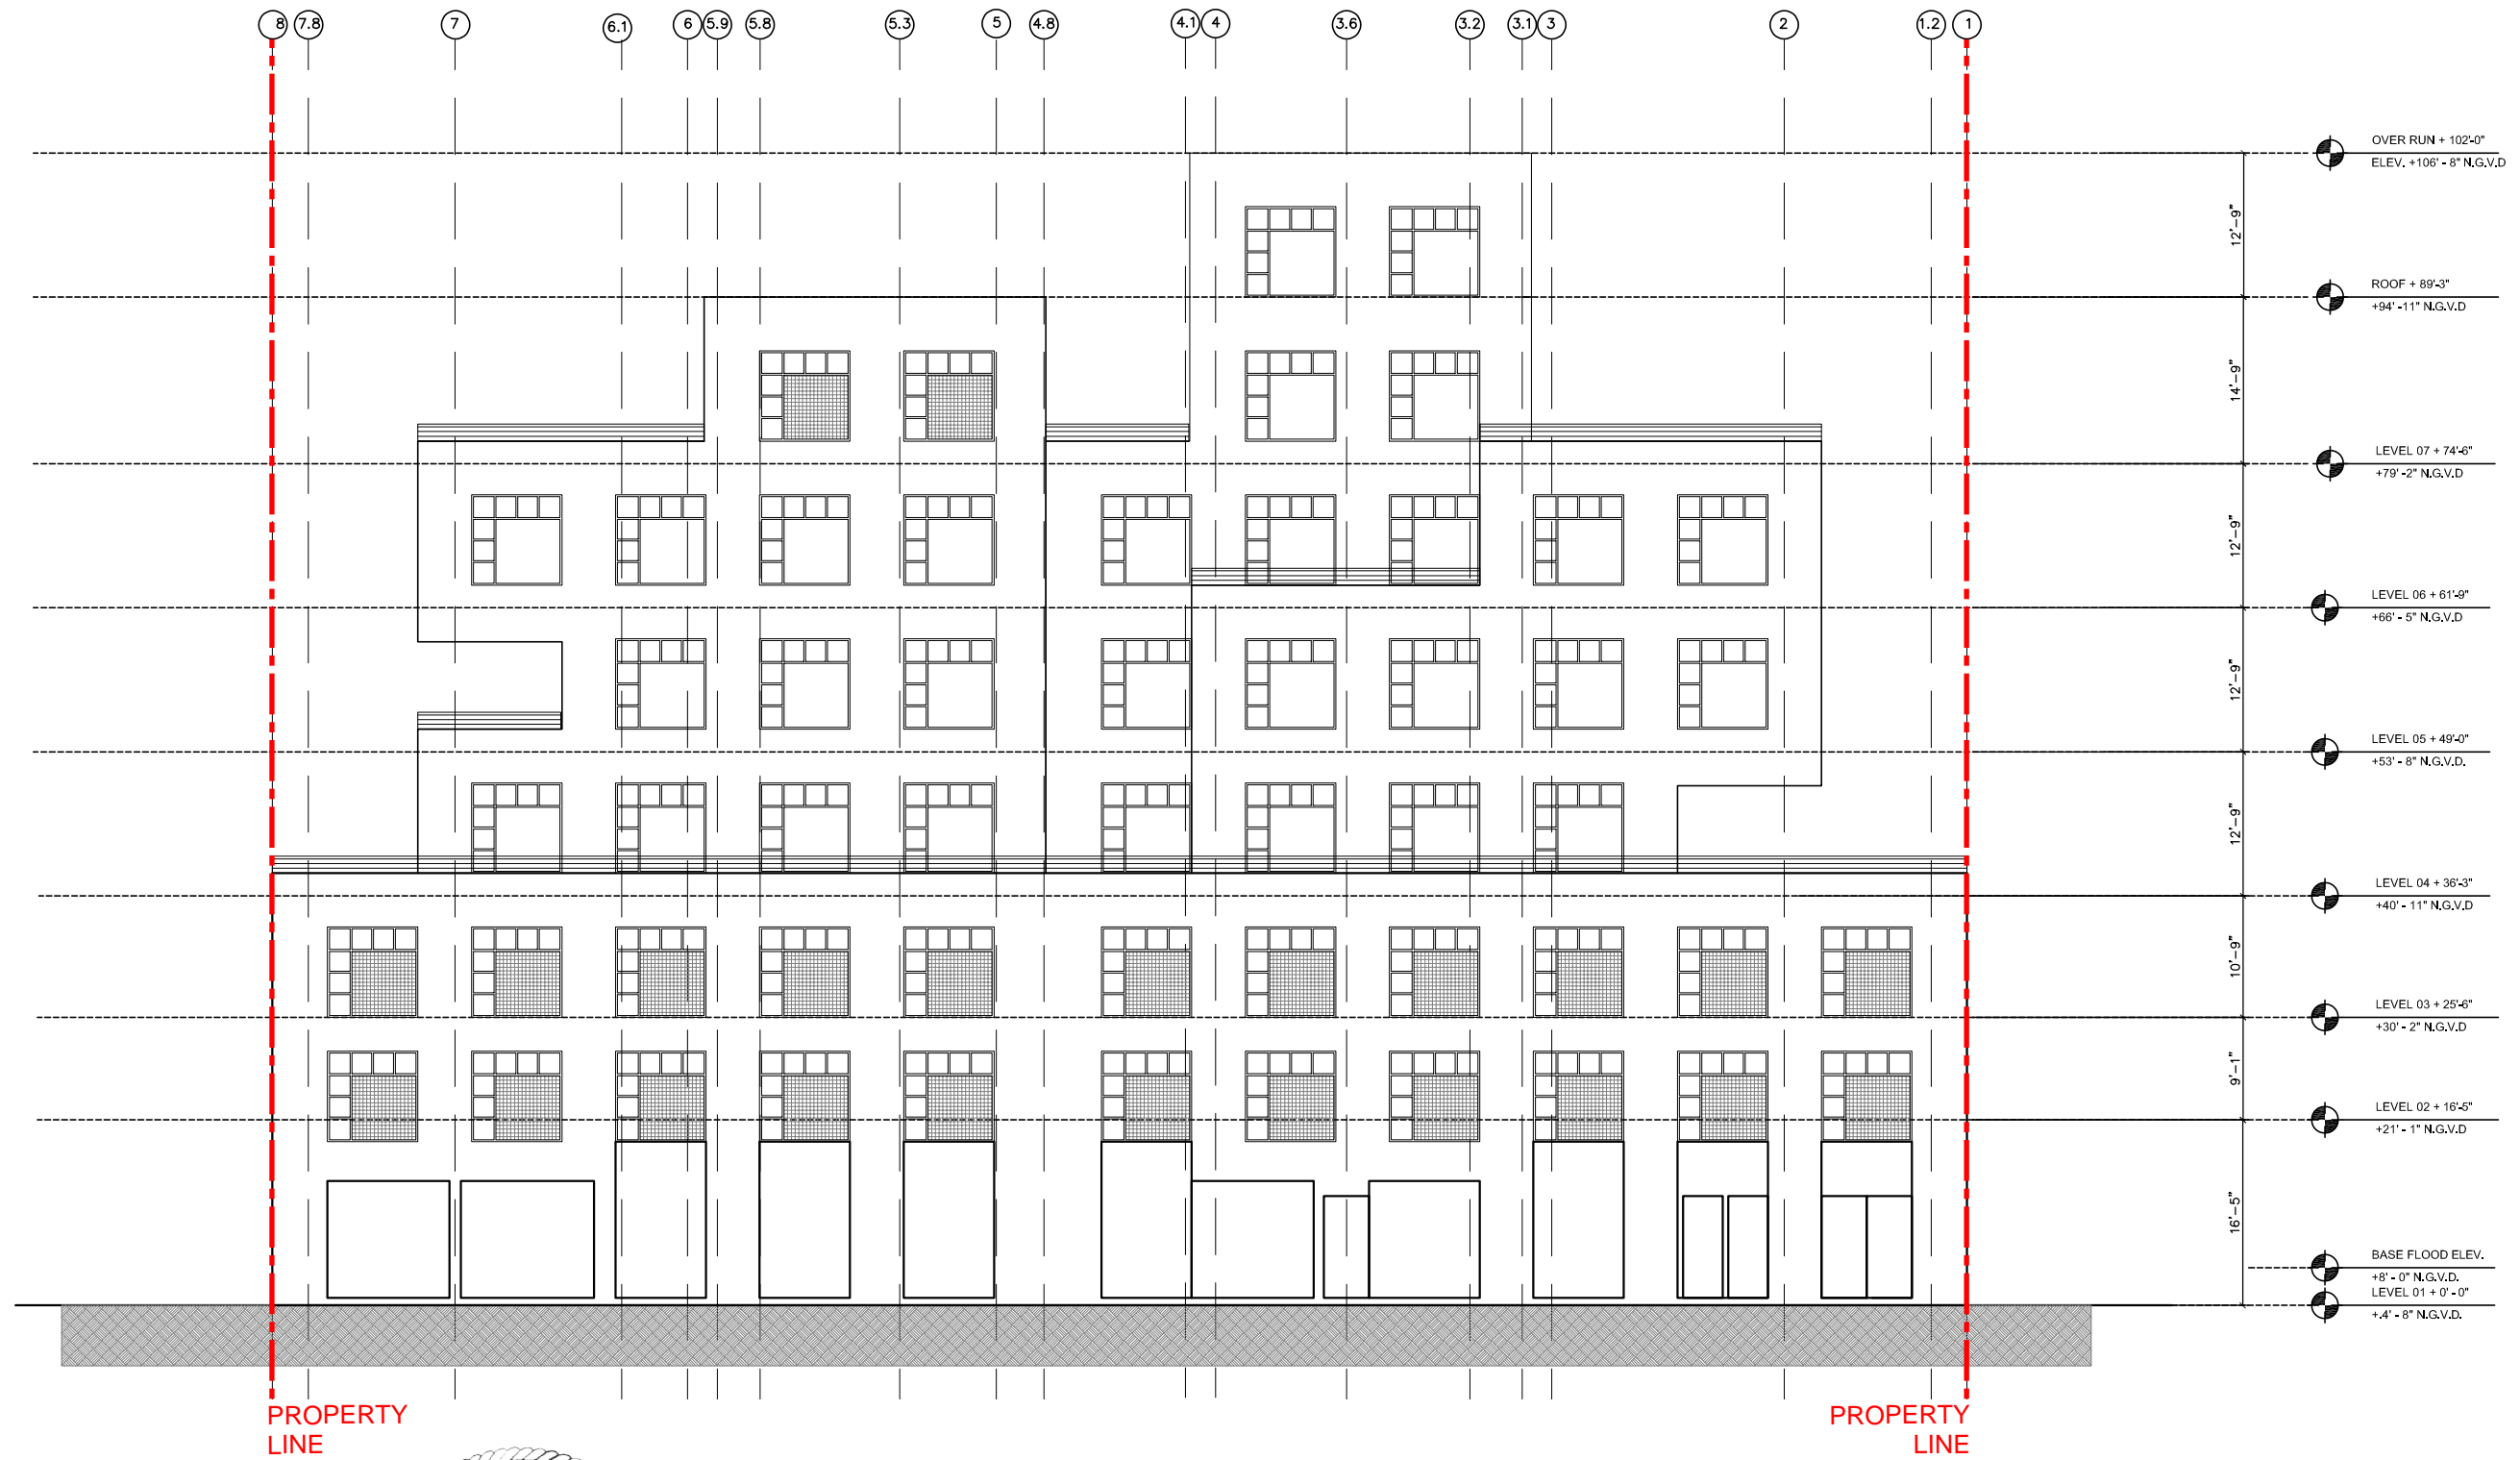 8 7.8 7 6.1 6 5.9 5.8 5.3 5 4.8 4.1 4 3.6 3.2 3.1 3 2 1.2 1
OVER RUN + 102'-0"
ELEV. +106' - 8" N.G.V.D
12'-9"
ROOF + 89'-3"
+94' -11" N.G.V.D
14'-9"
LEVEL 07 + 74'-6"
+79' -2" N.G.V.D
12'-9"
LEVEL 06 + 61'-9"
+66' - 5" N.G.V.D
12'-9"
LEVEL 05 + 49'-0"
+53' - 8" N.G.V.D.
12'-9"
LEVEL 04 + 36'-3"
+40' - 11" N.G.V.D
10'-9"
LEVEL 03 + 25'-6"
+30' - 2" N.G.V.D
9'-1"
LEVEL 02 + 16'-5"
+21' - 1" N.G.V.D
16'-5"
BASE FLOOD ELEV.
+8' - 0" N.G.V.D.
LEVEL 01 + 0' - 0"
+.4' - 8" N.G.V.D.
PROPERTY
LINE
PROPERTY
LINE